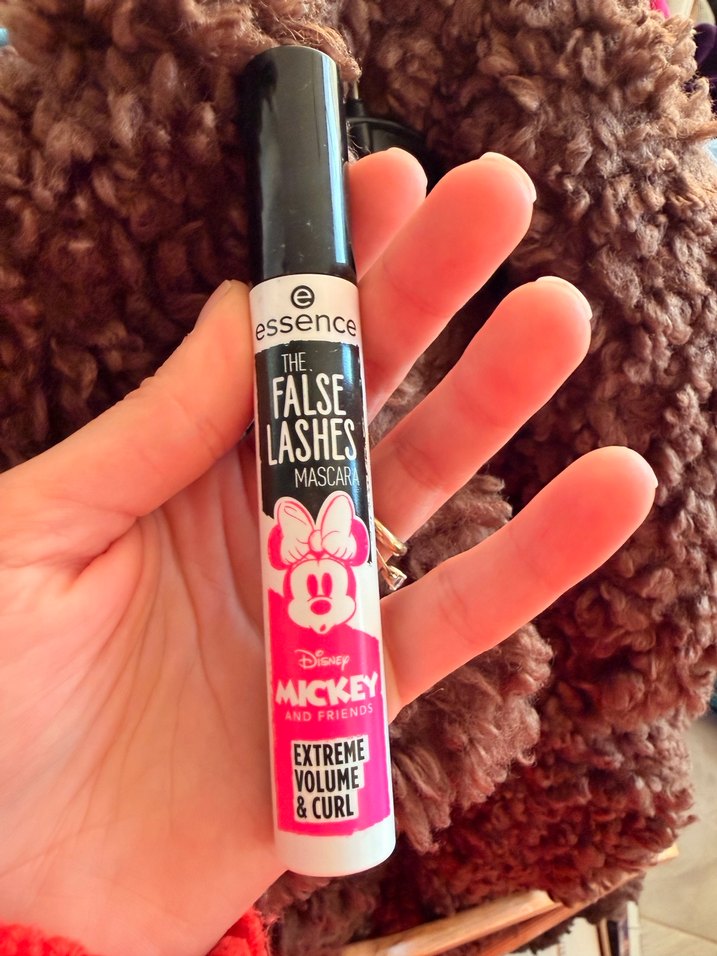 e
essence
THE
FALSE
LASHES
MASCARA
Disney
MICKEY
AND FRIENDS
EXTREME
VOLUME
& CURL